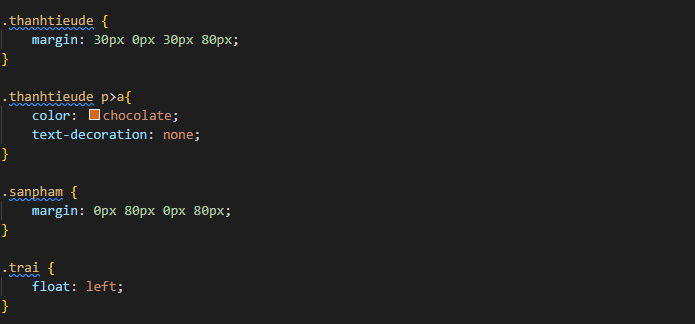 .thanhtieude {
    margin: 30px 0px 30px 80px;
}

.thanhtieude p>a{
    color: chocolate;
    text-decoration: none;
}

.sanpham {
    margin: 0px 80px 0px 80px;
}

.trai {
    float: left;
}